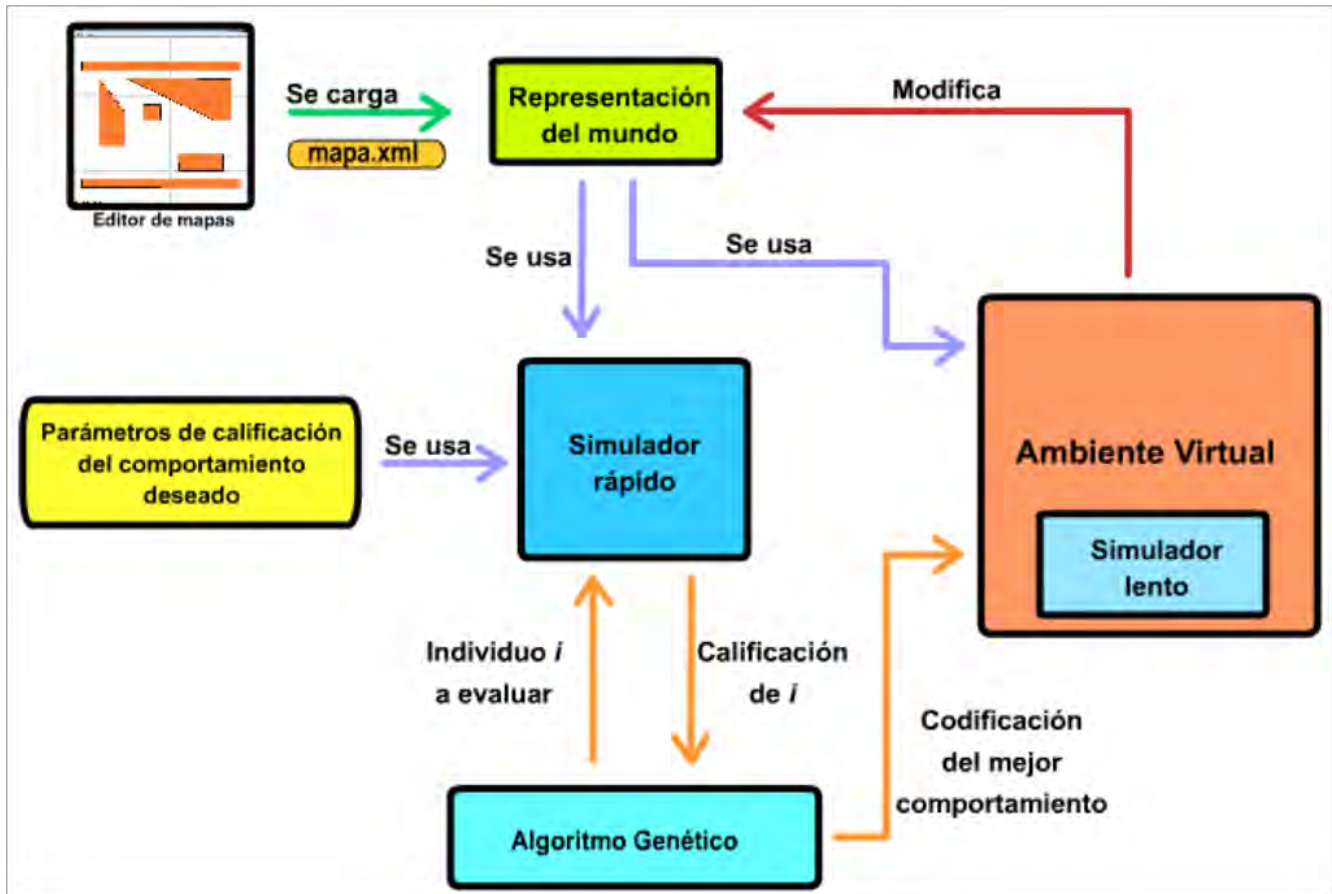 Se carga
mapa.xml
Editor de mapas
Representación
del mundo
Modifica
Se usa
Se usa
Parámetros de calificación
del comportamiento
deseado
Se usa
Simulador
rápido
Ambiente Virtual
Simulador
lento
Individuo i
a evaluar
Calificación
de i
Codificación
del mejor
comportamiento
Algoritmo Genético